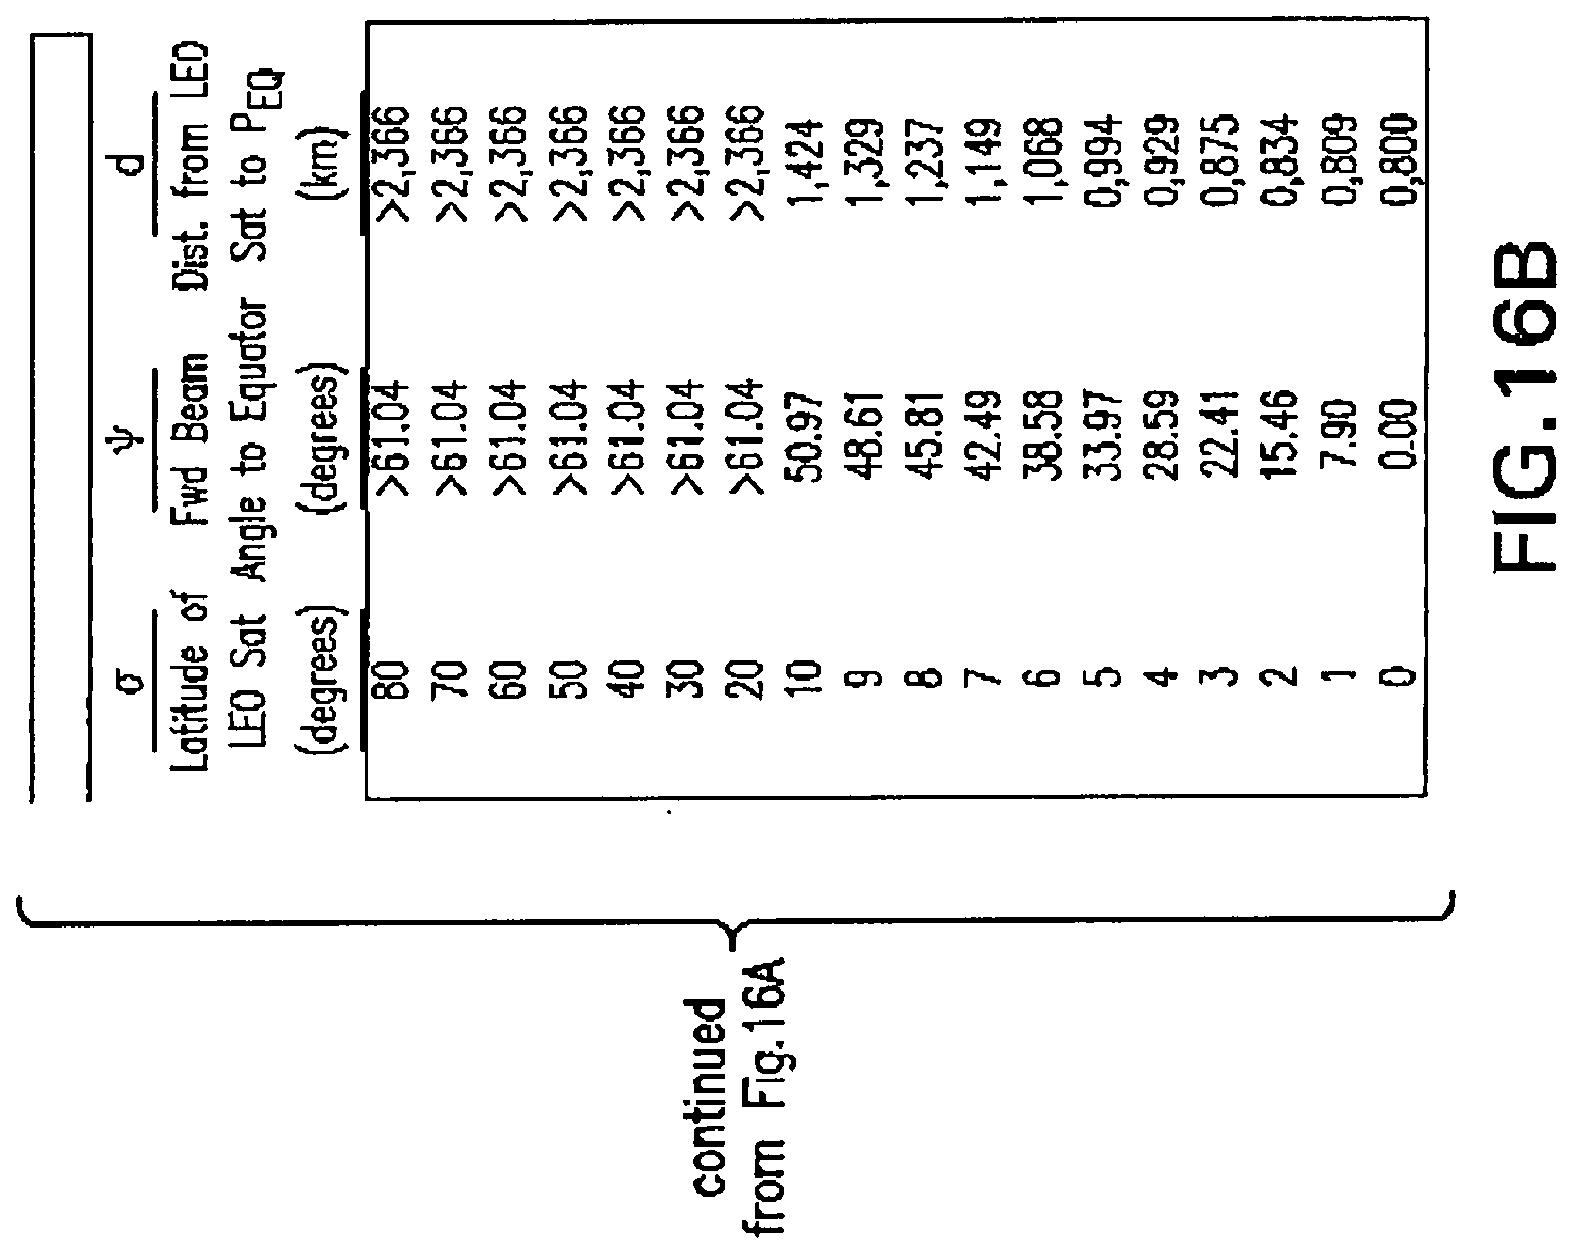 continued
from Fig.16A
σ ψ d
Latitude of Fwd Beam Dist. from LEO
LEO Sat Angle to Equator Sat to PEQ
(degrees) (degrees) (km)
80 >61.04 >2,366
70 >61.04 >2,366
60 >61.04 >2,366
50 >61.04 >2,366
40 >61.04 >2,366
30 >61.04 >2,366
20 >61.04 >2,366
10 50.97 1,424
9 48.61 1,329
8 45.81 1,237
7 42.49 1,149
6 38.58 1,068
5 33.97 0,994
4 28.59 0,929
3 22.41 0,875
2 15.46 0,834
1 7.90 0,809
0 0.00 0,800
FIG.16B